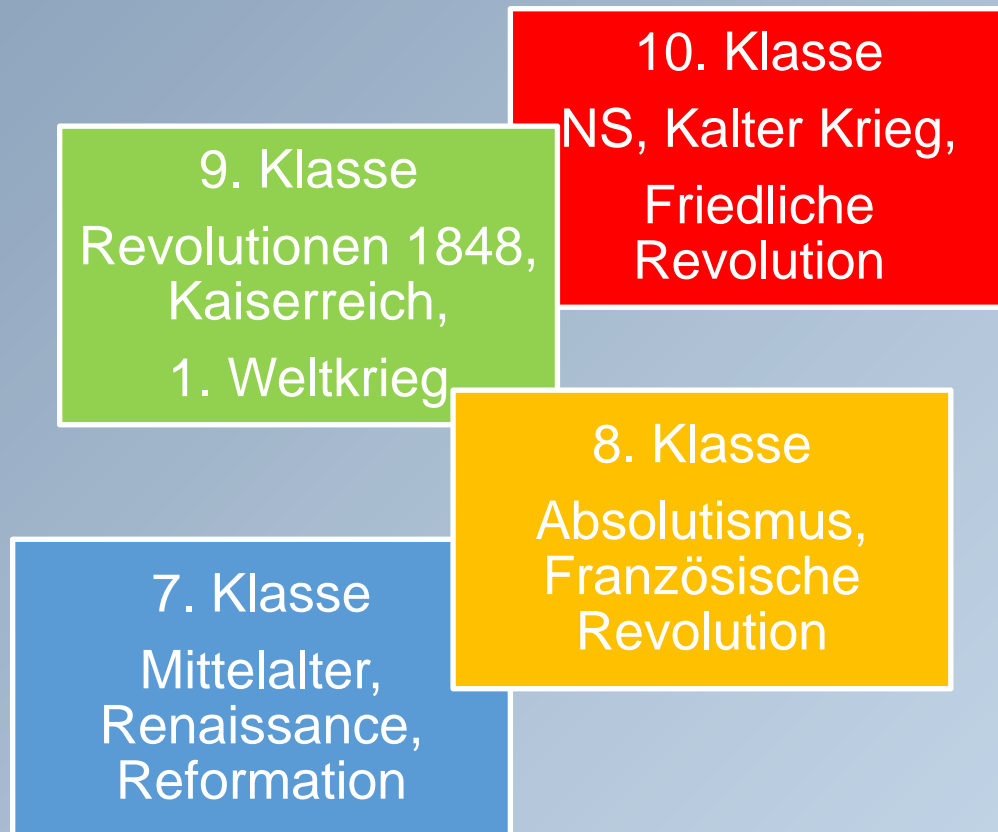 10. Klasse
NS, Kalter Krieg,
Friedliche
Revolution
9. Klasse
Revolutionen 1848,
Kaiserreich,
1. Weltkrieg
8. Klasse
Absolutismus,
Französische
Revolution
7. Klasse
Mittelalter,
Renaissance,
Reformation